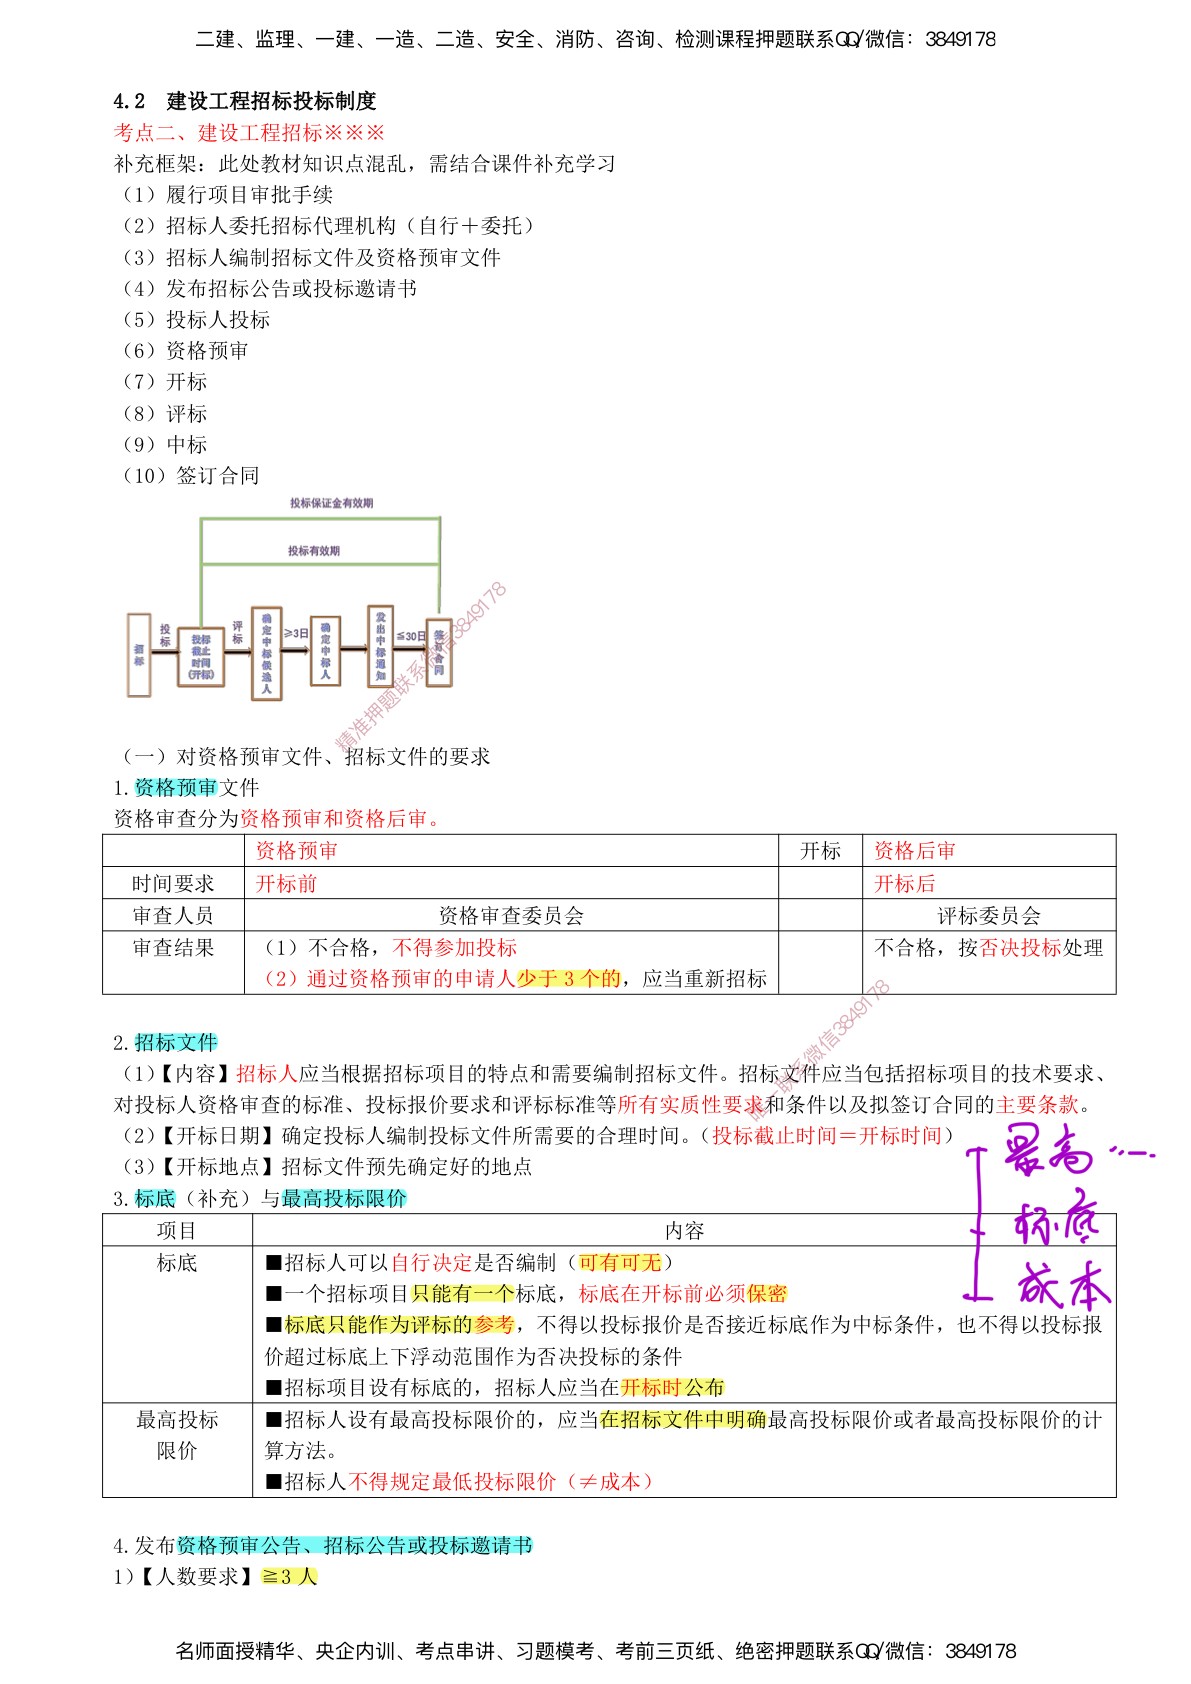 二建、监理、一建、一造、二造、安全、消防、咨询、检测课程押题联系QQ/微信：3849178
4.2 建设工程招标投标制度
考点二、建设工程招标※※※
补充框架：此处教材知识点混乱，需结合课件补充学习
（1）履行项目审批手续
（2）招标人委托招标代理机构（自行＋委托）
（3）招标人编制招标文件及资格预审文件
（4）发布招标公告或投标邀请书
（5）投标人投标
（6）资格预审
（7）开标
（8）评标
（9）中标
（10）签订合同
投标保证金有效期
投标有效期
招标
投标
投标截止时间(开标)
评标
确定中标候选人
≥3日
确定中标人
发出中标通知
≤30日
签订合同
精准押题联系微信3849178
（一）对资格预审文件、招标文件的要求
1.资格预审文件
资格审查分为资格预审和资格后审。
资格预审 开标 资格后审
时间要求 开标前 开标后
审查人员 资格审查委员会 评标委员会
审查结果 （1）不合格，不得参加投标 不合格，按否决投标处理
（2）通过资格预审的申请人少于 3 个的，应当重新招标
唯一联系微信3849178
2.招标文件
（1）【内容】招标人应当根据招标项目的特点和需要编制招标文件。招标文件应当包括招标项目的技术要求、
对投标人资格审查的标准、投标报价要求和评标标准等所有实质性要求和条件以及拟签订合同的主要条款。
（2）【开标日期】确定投标人编制投标文件所需要的合理时间。（投标截止时间＝开标时间）
（3）【开标地点】招标文件预先确定好的地点
最高
标底
成本
3.标底（补充）与最高投标限价
项目 内容
标底 ■招标人可以自行决定是否编制（可有可无）
■一个招标项目只能有一个标底，标底在开标前必须保密
■标底只能作为评标的参考，不得以投标报价是否接近标底作为中标条件，也不得以投标报
价超过标底上下浮动范围作为否决投标的条件
■招标项目设有标底的，招标人应当在开标时公布
最高投标限价 ■招标人设有最高投标限价的，应当在招标文件中明确最高投标限价或者最高投标限价的计
算方法。
■招标人不得规定最低投标限价（≠成本）
4.发布资格预审公告、招标公告或投标邀请书
1）【人数要求】≧3 人
名师面授精华、央企内训、考点串讲、习题模考、考前三页纸、绝密押题联系QQ/微信：3849178